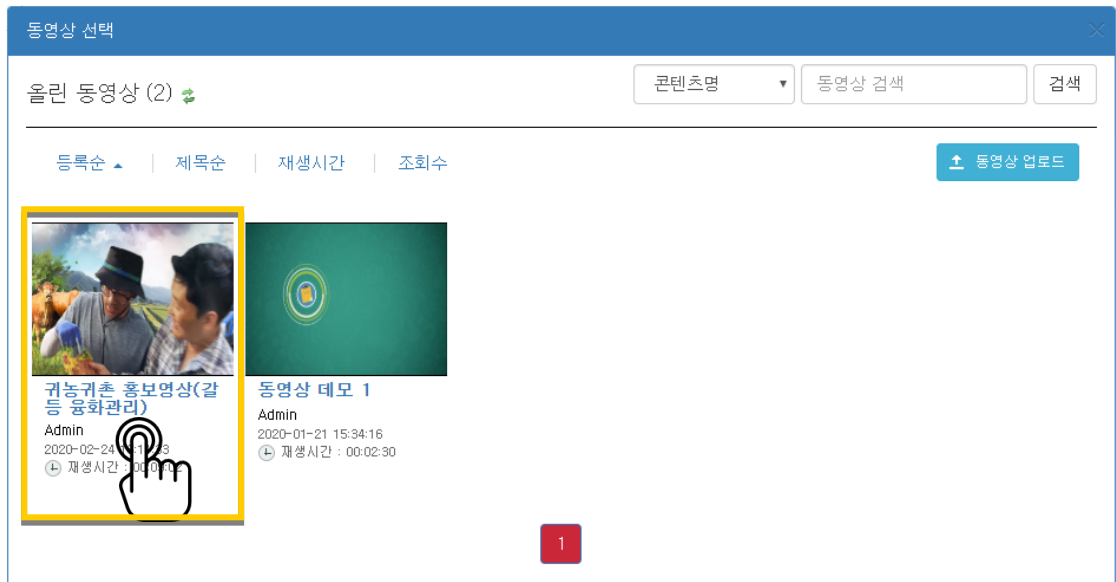 동영상 선택
올린 동영상 (2)
콘텐츠명
동영상 검색
검색
등록순
제목순
재생시간
조회수
동영상 업로드
귀농귀촌 홍보영상(갈
등 융화관리)
Admin
2020-02-24
재생시간 :
동영상 데모 1
Admin
2020-01-21 15:34:16
재생시간 : 00:02:30
1